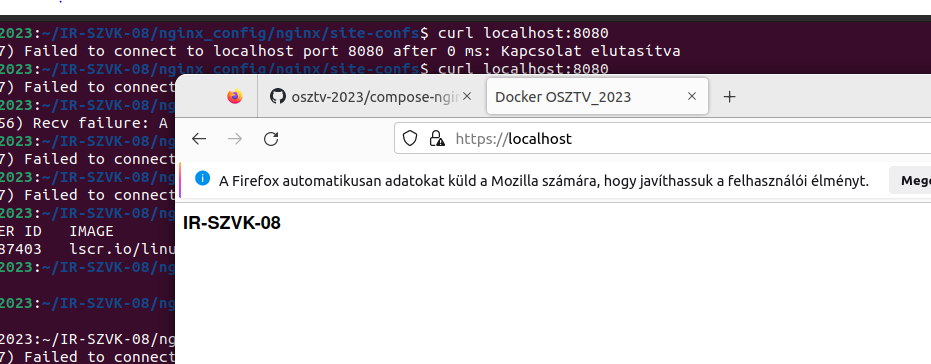 2023:~/IR-SZVK-08/nginx_config/nginx/site-confs$ curl localhost:8080
7) Failed to connect to localhost port 8080 after 0 ms: Kapcsolat elutasítva
2023:~/IR-SZVK-08/nginx_config/nginx/site-confs$ curl localhost:8080
7) Failed to connect
2023:~/IR-SZVK-08/ng
56) Recv failure: A
2023:~/IR-SZVK-08/ng
7) Failed to connect
2023:~/IR-SZVK-08/ng
7) Failed to connect
2023:~/IR-SZVK-08/ng
ER ID IMAGE
87403 lscr.io/linu
2023:~/IR-SZVK-08/ng
2023:~/IR-SZVK-08/ng
2023:~/IR-SZVK-08/ng
7) Failed to connect
osztv-2023/compose-ngin
Docker OSZTV_2023
https://localhost
A Firefox automatikusan adatokat küld a Mozilla számára, hogy javíthassuk a felhasználói élményt.
IR-SZVK-08